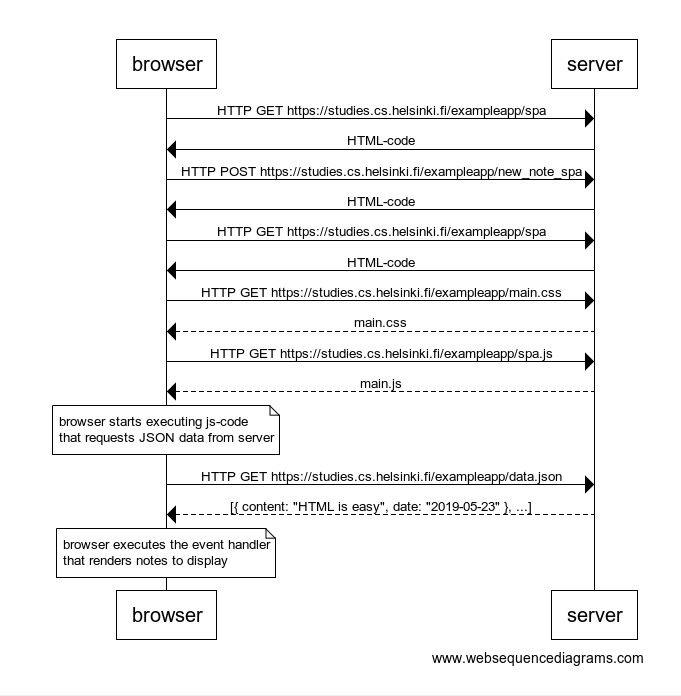 browser
server
HTTP GET https://studies.cs.helsinki.fi/exampleapp/spa
HTML-code
HTTP POST https://studies.cs.helsinki.fi/exampleapp/new_note_spa
HTML-code
HTTP GET https://studies.cs.helsinki.fi/exampleapp/spa
HTML-code
HTTP GET https://studies.cs.helsinki.fi/exampleapp/main.css
main.css
HTTP GET https://studies.cs.helsinki.fi/exampleapp/spa.js
main.js
browser starts executing js-code
that requests JSON data from server
HTTP GET https://studies.cs.helsinki.fi/exampleapp/data.json
[{ content: "HTML is easy", date: "2019-05-23" }, ...]
browser executes the event handler
that renders notes to display
browser
server
www.websequencediagrams.com